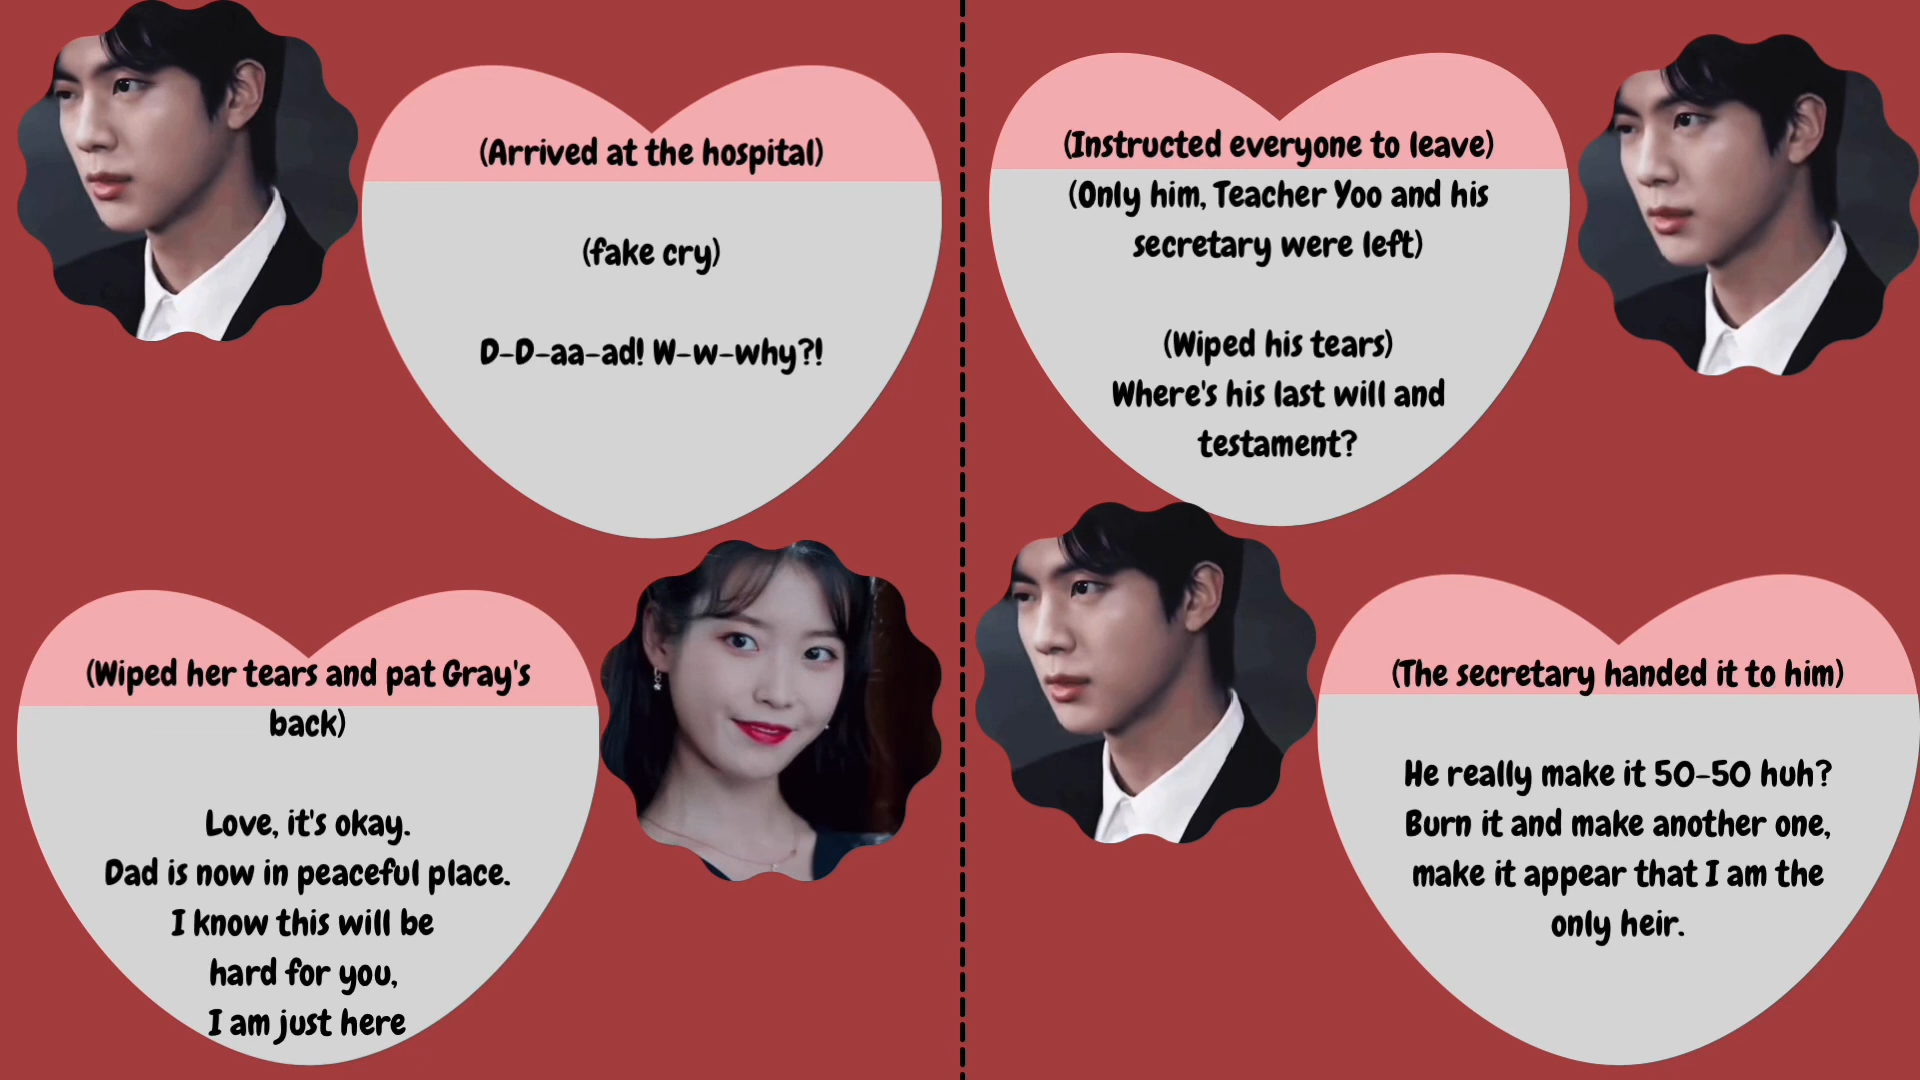 (Arrived at the hospital)
(fake cry)
D-D-aa-ad! W-w-why?!
(Wiped her tears and pat Gray's
back)
Love, it's okay.
Dad is now in peaceful place.
I know this will be
hard for you,
I am just here
(Instructed everyone to leave)
(Only him, Teacher Yoo and his
secretary were left)
(Wiped his tears)
Where's his last will and
testament?
(The secretary handed it to him)
He really make it 50-50 huh?
Burn it and make another one,
make it appear that I am the
only heir.